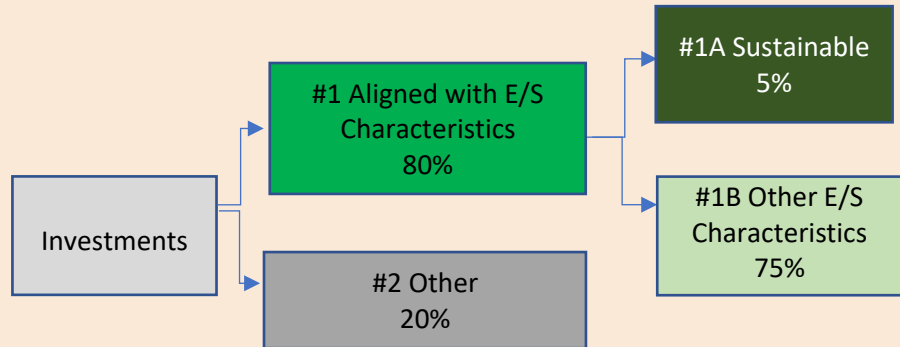 #1A Sustainable
5%
#1 Aligned with E/S
Characteristics
80%
#1B Other E/S
Characteristics
75%
Investments
#2 Other
20%